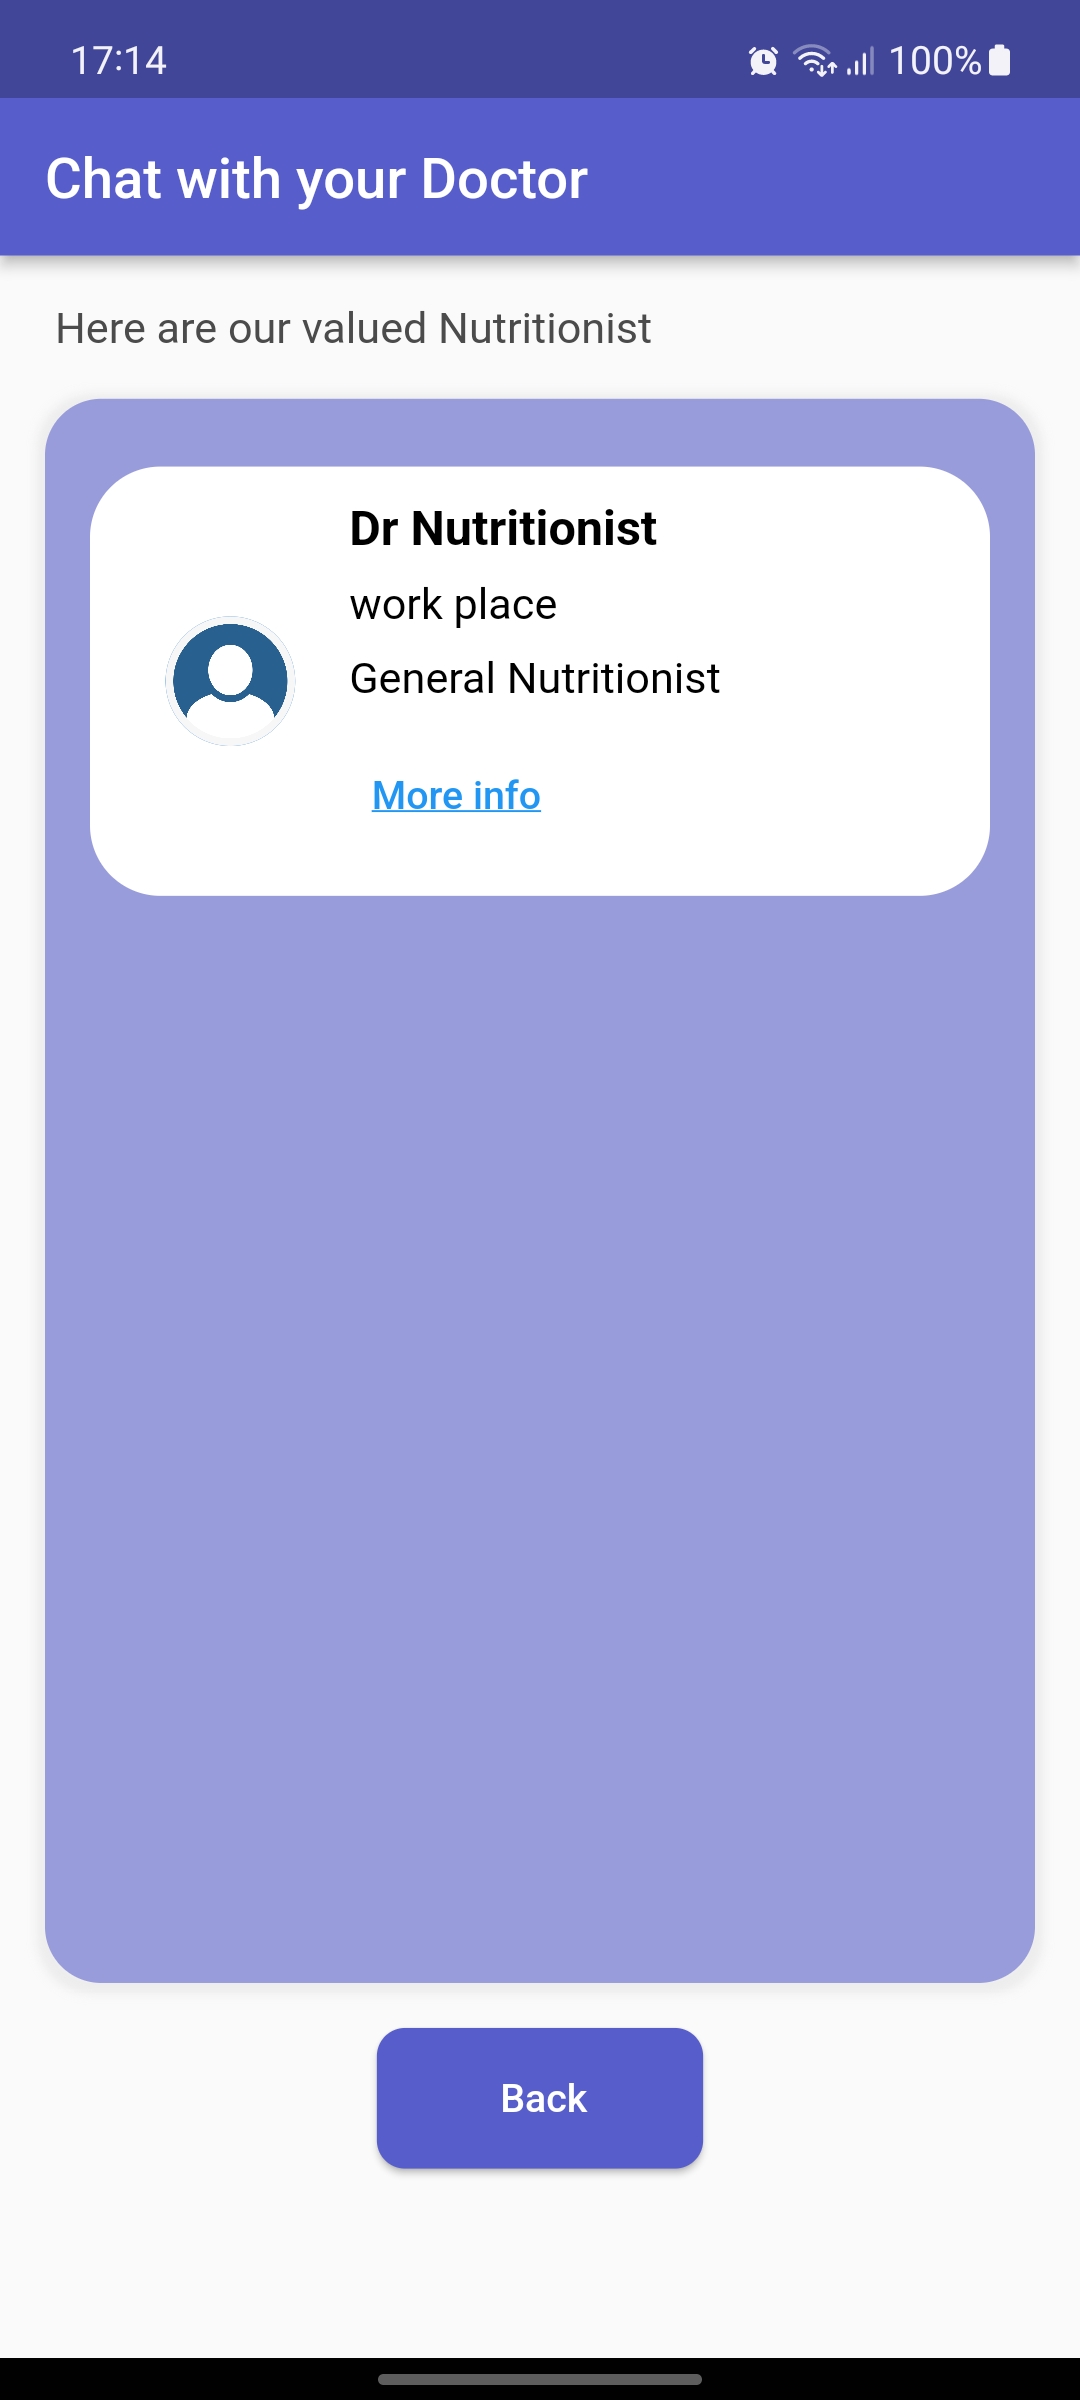 17:14 100%
Chat with your Doctor
Here are our valued Nutritionist
Dr Nutritionist
work place
General Nutritionist
More info
Back